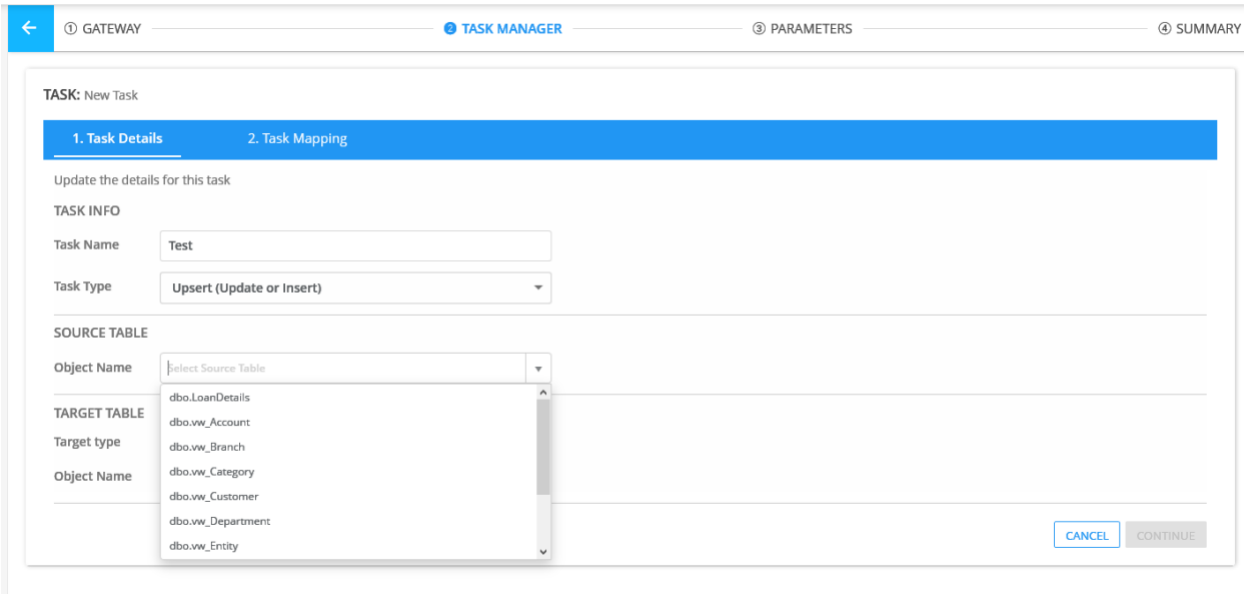 ① GATEWAY ② TASK MANAGER ③ PARAMETERS ④ SUMMARY
TASK: New Task
1. Task Details 2. Task Mapping
Update the details for this task
TASK INFO
Task Name Test
Task Type Upsert (Update or Insert)
SOURCE TABLE
Object Name Select Source Table
dbo.LoanDetails
dbo.vw_Account
dbo.vw_Branch
dbo.vw_Category
dbo.vw_Customer
dbo.vw_Department
dbo.vw_Entity
TARGET TABLE
Target type
Object Name
CANCEL CONTINUE